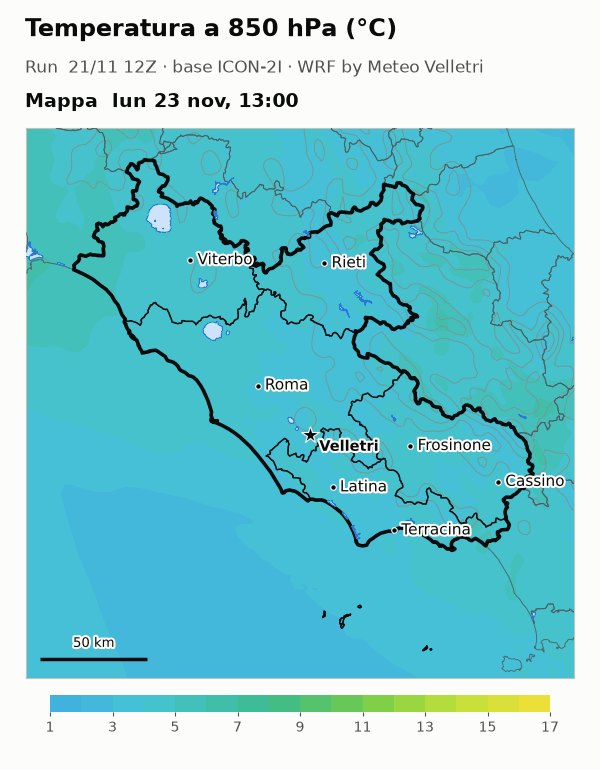 Temperatura a 850 hPa (°C)
Run  21/11 12Z · base ICON-2I · WRF by Meteo Velletri
Mappa  lun 23 nov, 13:00
Viterbo
Rieti
Roma
Velletri
Frosinone
Cassino
Latina
Terracina
50 km
1 3 5 7 9 11 13 15 17